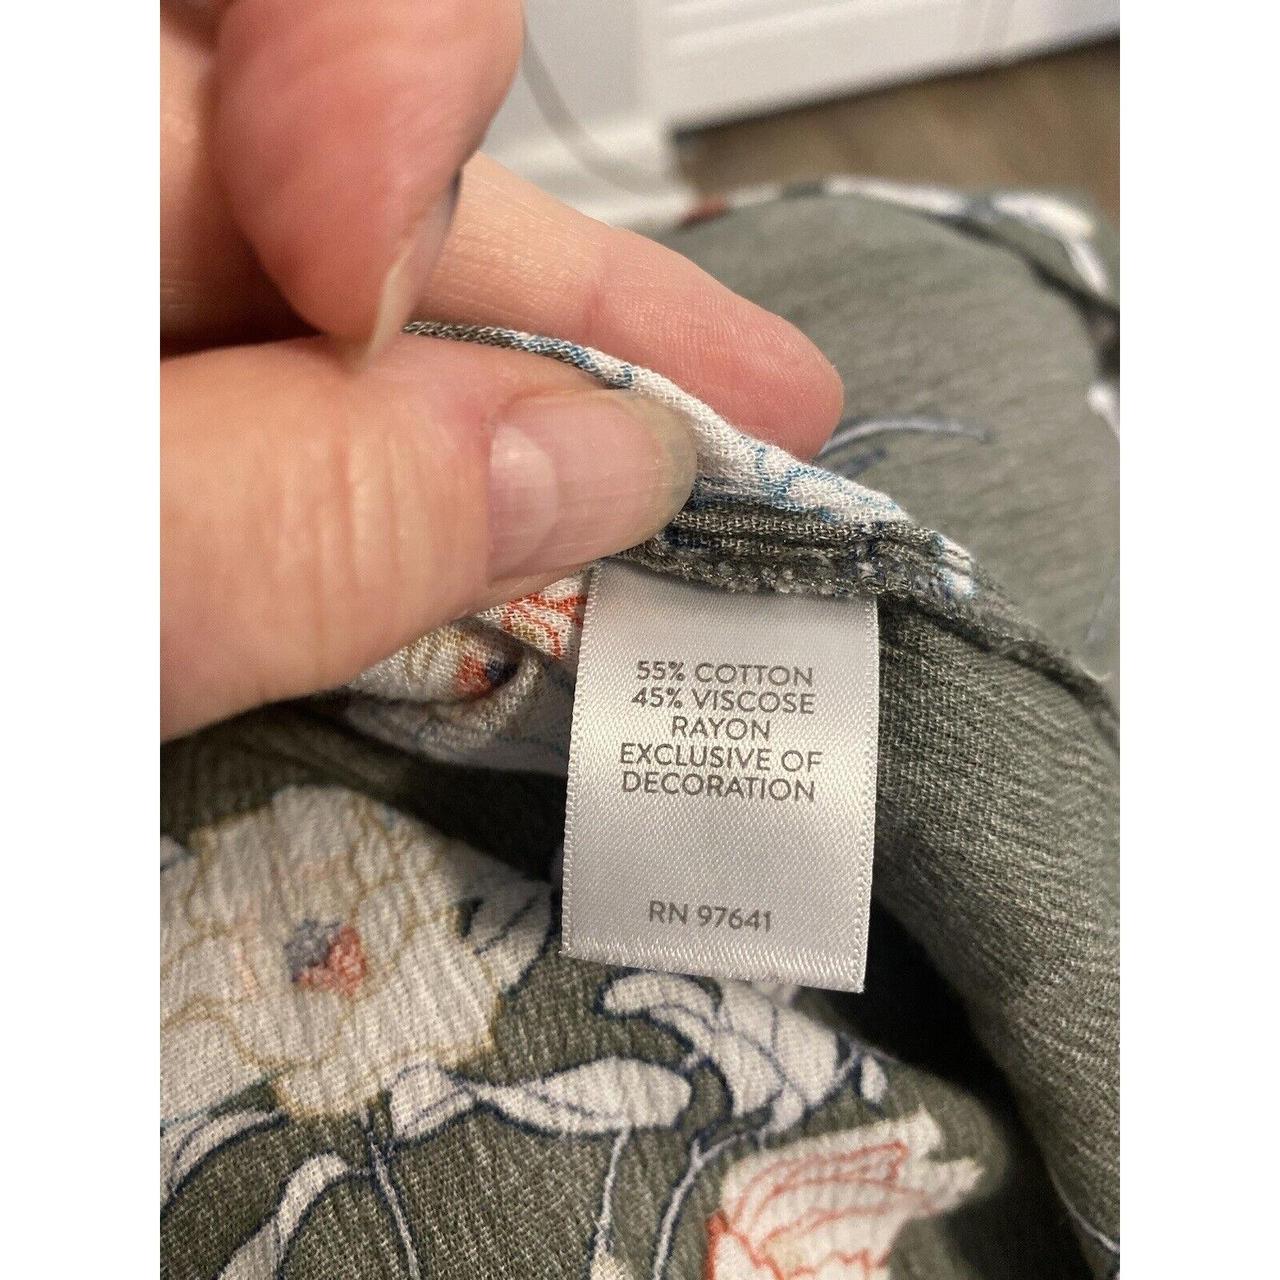 55% COTTON
45% VISCOSE
RAYON
EXCLUSIVE OF
DECORATION
RN 97641